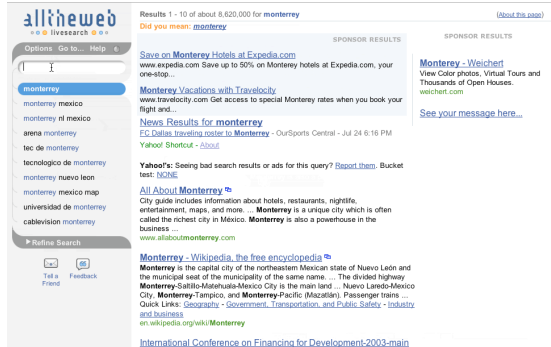 alltheweb
livesearch
Options Go to... Help
monterrey
monterrey mexico
monterrey nl mexico
arena monterrey
tec de monterrey
tecnologico de monterrey
monterrey nuevo leon
monterrey mexico map
universidad de monterrey
cablevision monterrey
Refine Search
Tell a Friend
Feedback
Results 1 - 10 of about 8,620,000 for monterrey
(About this page)
Did you mean: monterey
SPONSOR RESULTS
Save on Monterey Hotels at Expedia.com
www.expedia.com Save up to 50% on Monterey hotels at Expedia.com, your
one-stop...
Monterey Vacations with Travelocity
www.travelocity.com Get access to special Monterey rates when you book your
flight and...
News Results for monterrey
FC Dallas traveling roster to Monterrey - OurSports Central - Jul 24 6:16 PM
Yahoo! Shortcut - About
Yahoo!'s: Seeing bad search results or ads for this query? Report them. Bucket
test: NONE
All About Monterrey
City guide includes information about hotels, restaurants, nightlife,
entertainment, maps, and more. ... Monterrey is a unique city which is often
called the richest city in México. Monterrey is also a powerhouse in the
business ...
www.allaboutmonterrey.com
Monterrey - Wikipedia, the free encyclopedia
Monterrey is the capital city of the northeastern Mexican state of Nuevo León and
the municipal seat of the municipality of the same name. ... The divided highway
Monterrey-Saltillo-Matehuala-Mexico City is the main land ... Nuevo Laredo-Mexico
City, Monterrey-Tampico, and Monterrey-Pacific (Mazatlán). Passenger trains ...
Quick Links: Geography - Government, Transportation, and Public Safety - Industry
and business
en.wikipedia.org/wiki/Monterrey
International Conference on Financing for Development-2003-main
SPONSOR RESULTS
Monterey - Weichert
View Color photos, Virtual Tours and
Thousands of Open Houses.
weichert.com
See your message here...